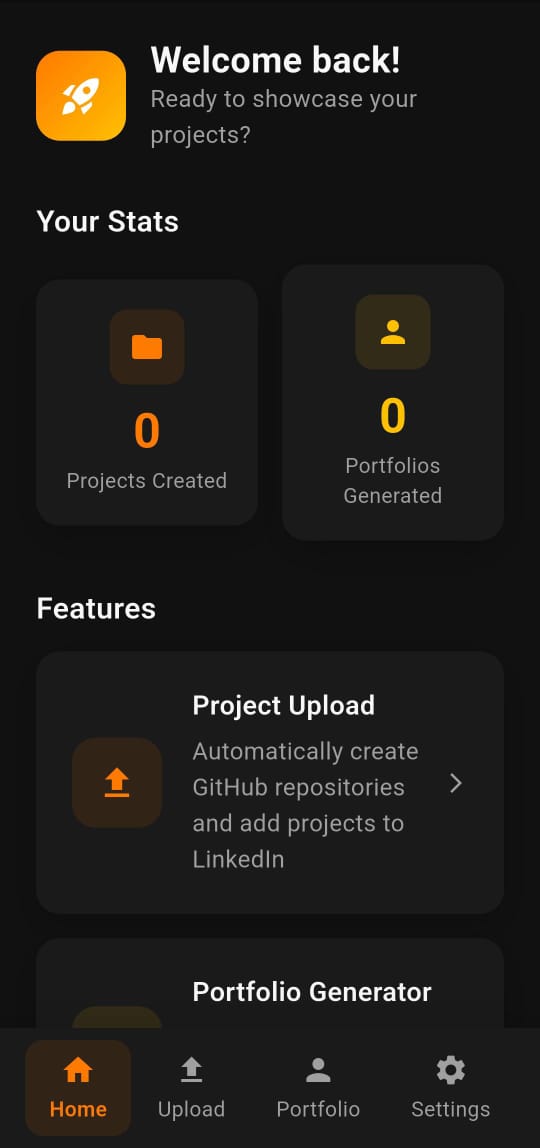 Welcome back!
Ready to showcase your
projects?
Your Stats
0
Projects Created
0
Portfolios
Generated
Features
Project Upload
Automatically create
GitHub repositories
and add projects to
LinkedIn
Portfolio Generator
Home
Upload
Portfolio
Settings